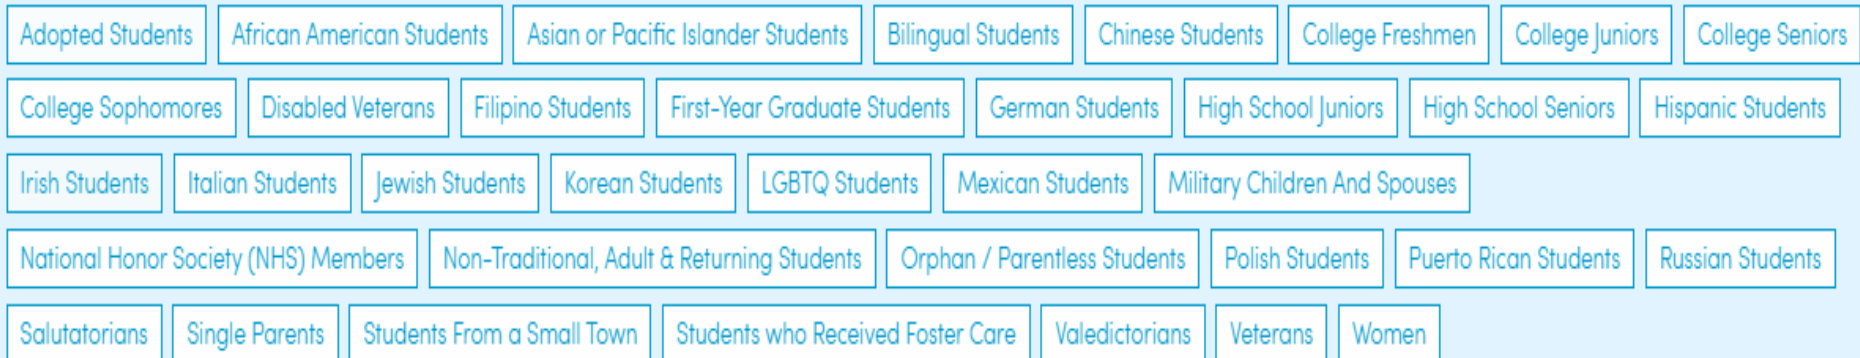 Adopted Students African American Students Asian or Pacific Islander Students Bilingual Students Chinese Students College Freshmen College Juniors College Seniors
College Sophomores Disabled Veterans Filipino Students First-Year Graduate Students German Students High School Juniors High School Seniors Hispanic Students
Irish Students Italian Students Jewish Students Korean Students LGBTQ Students Mexican Students Military Children And Spouses
National Honor Society (NHS) Members Non-Traditional, Adult & Returning Students Orphan / Parentless Students Polish Students Puerto Rican Students Russian Students
Salutatorians Single Parents Students From a Small Town Students who Received Foster Care Valedictorians Veterans Women